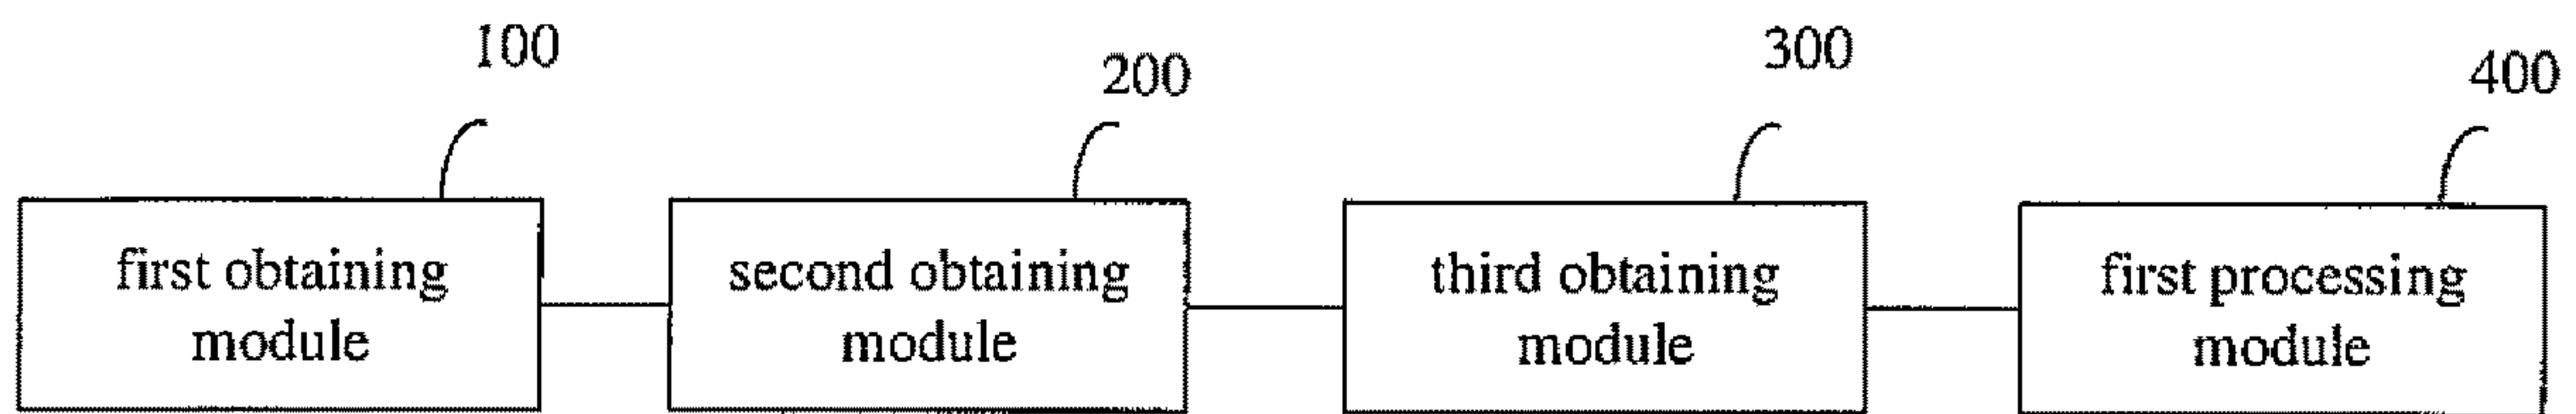 100
200
300
400
first obtaining
module
second obtaining
module
third obtaining
module
first processing
module